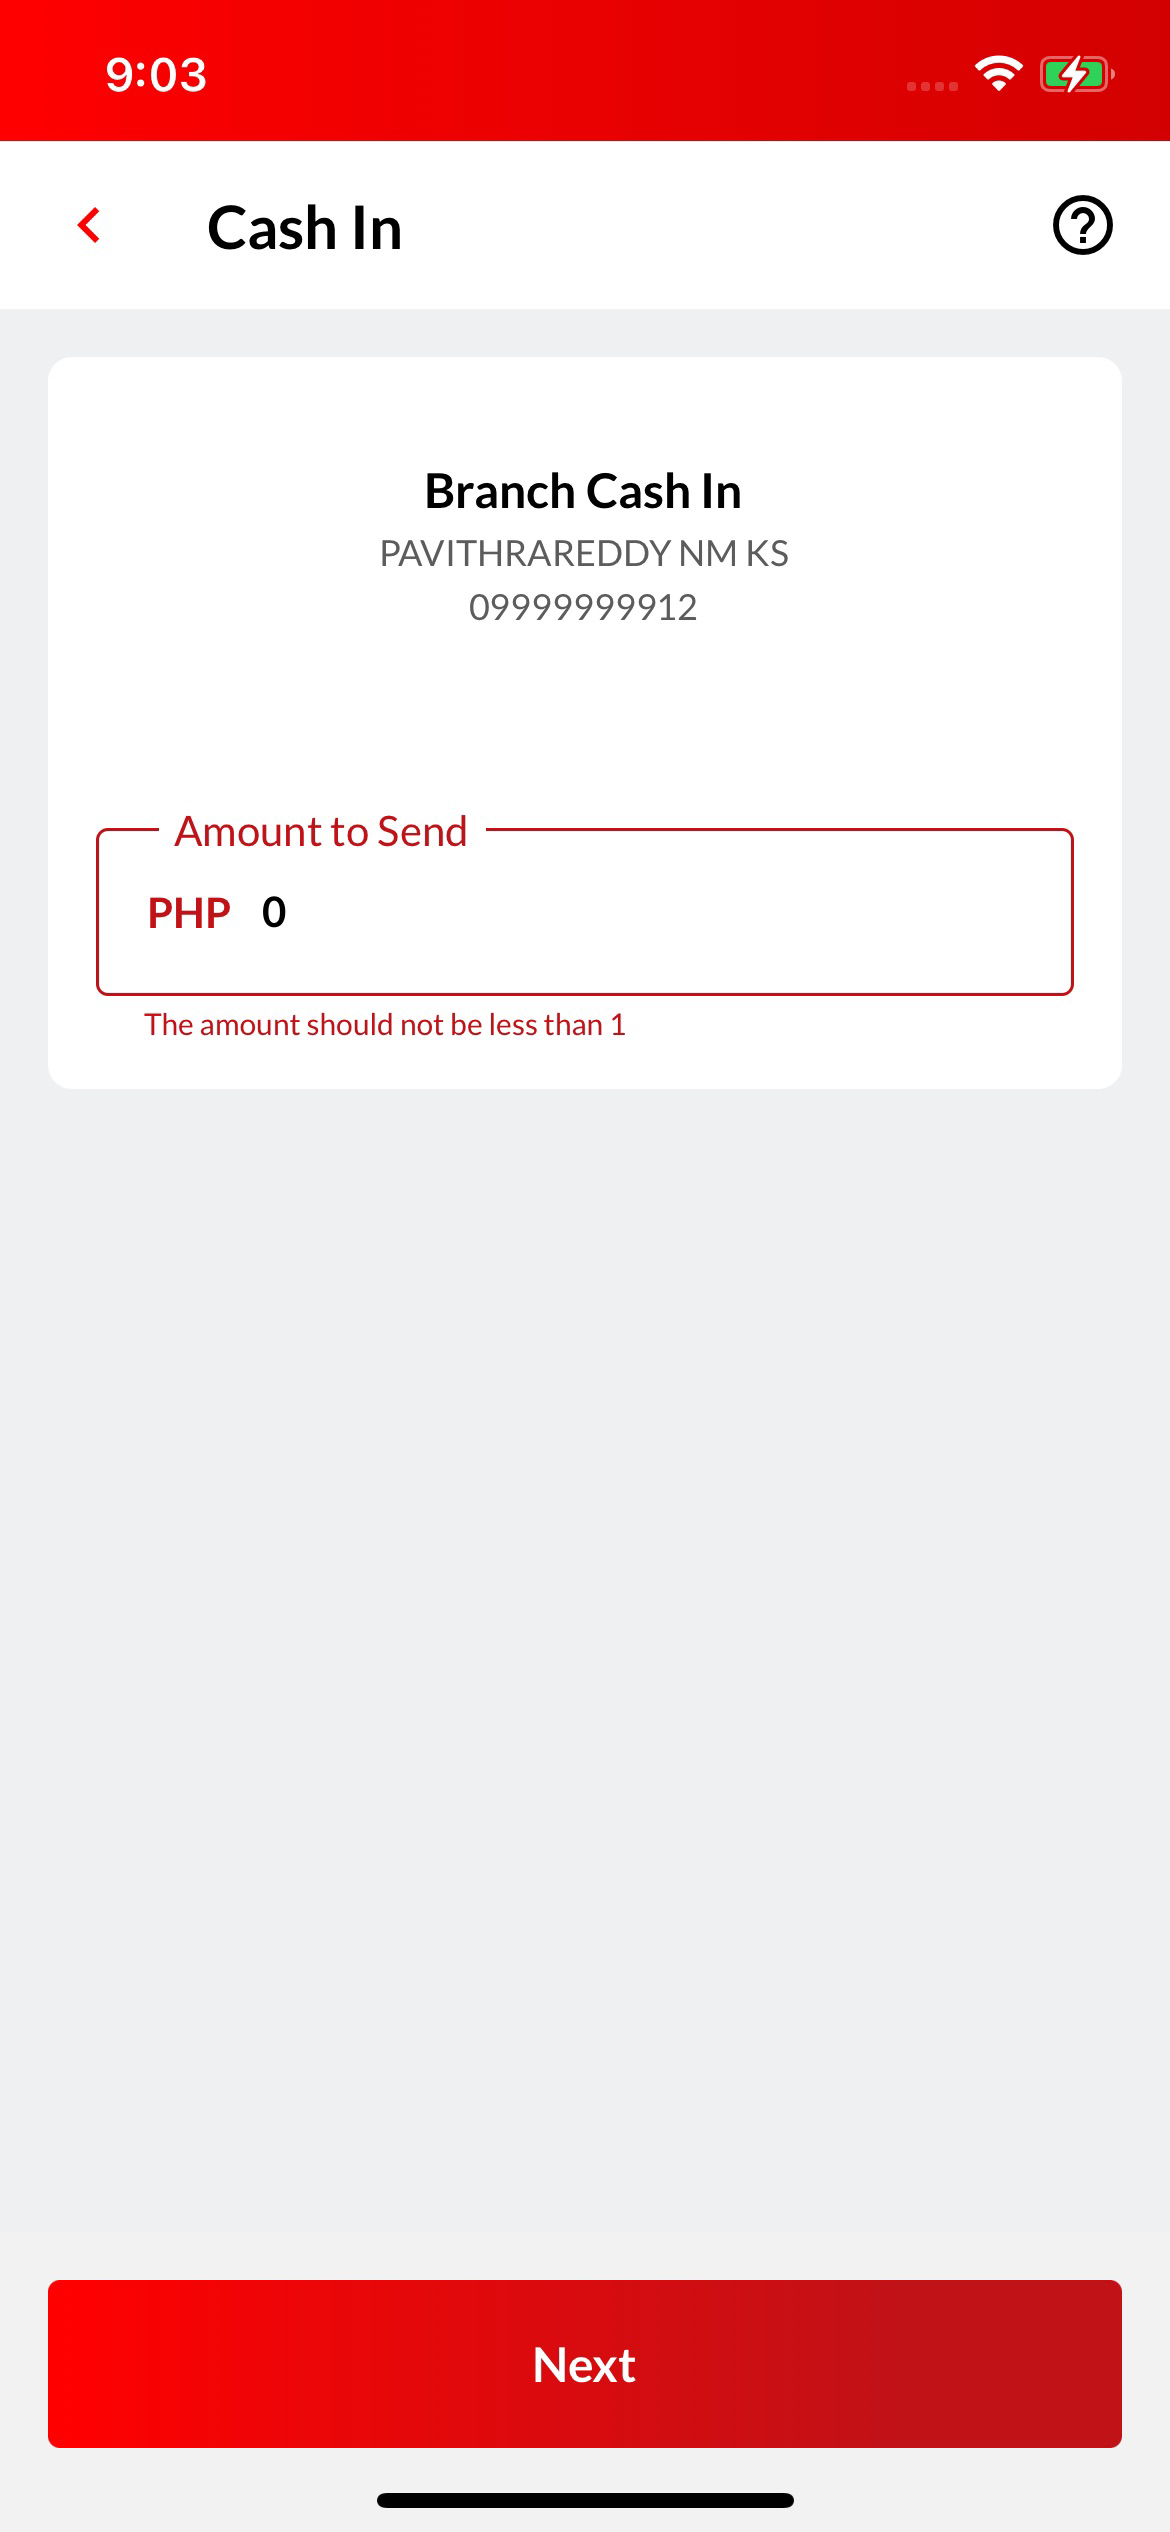 9:03
Cash In
Branch Cash In
PAVITHRAREDDY NM KS
09999999912
Amount to Send
PHP 0
The amount should not be less than 1
Next